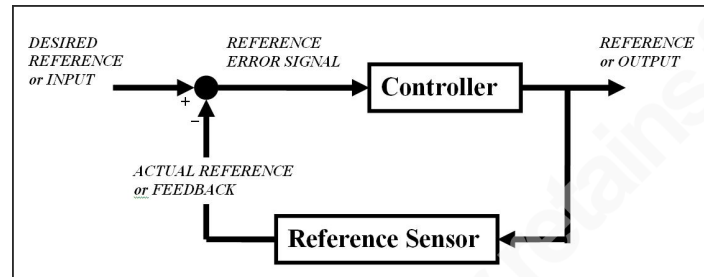 DESIRED
REFERENCE
or INPUT
REFERENCE
ERROR SIGNAL
REFERENCE
or OUTPUT
Controller
+
−
ACTUAL REFERENCE
or FEEDBACK
Reference Sensor